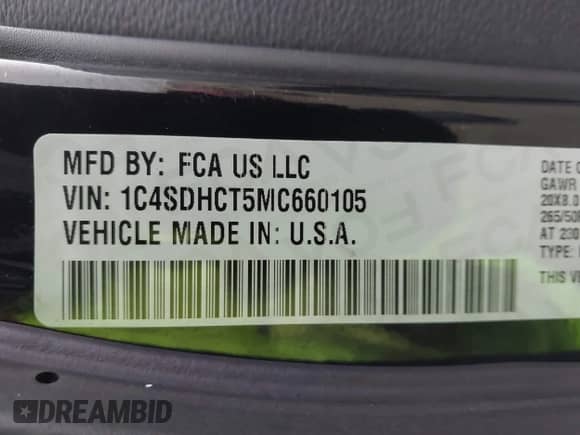 MFD BY: FCA US LLC
VIN: 1C4SDHCT5MC660105
VEHICLE MADE IN: U.S.A.
DATE O
GAWR
20X8.0
265/50
AT 230
TYPE:
THIS V
DREAMBID